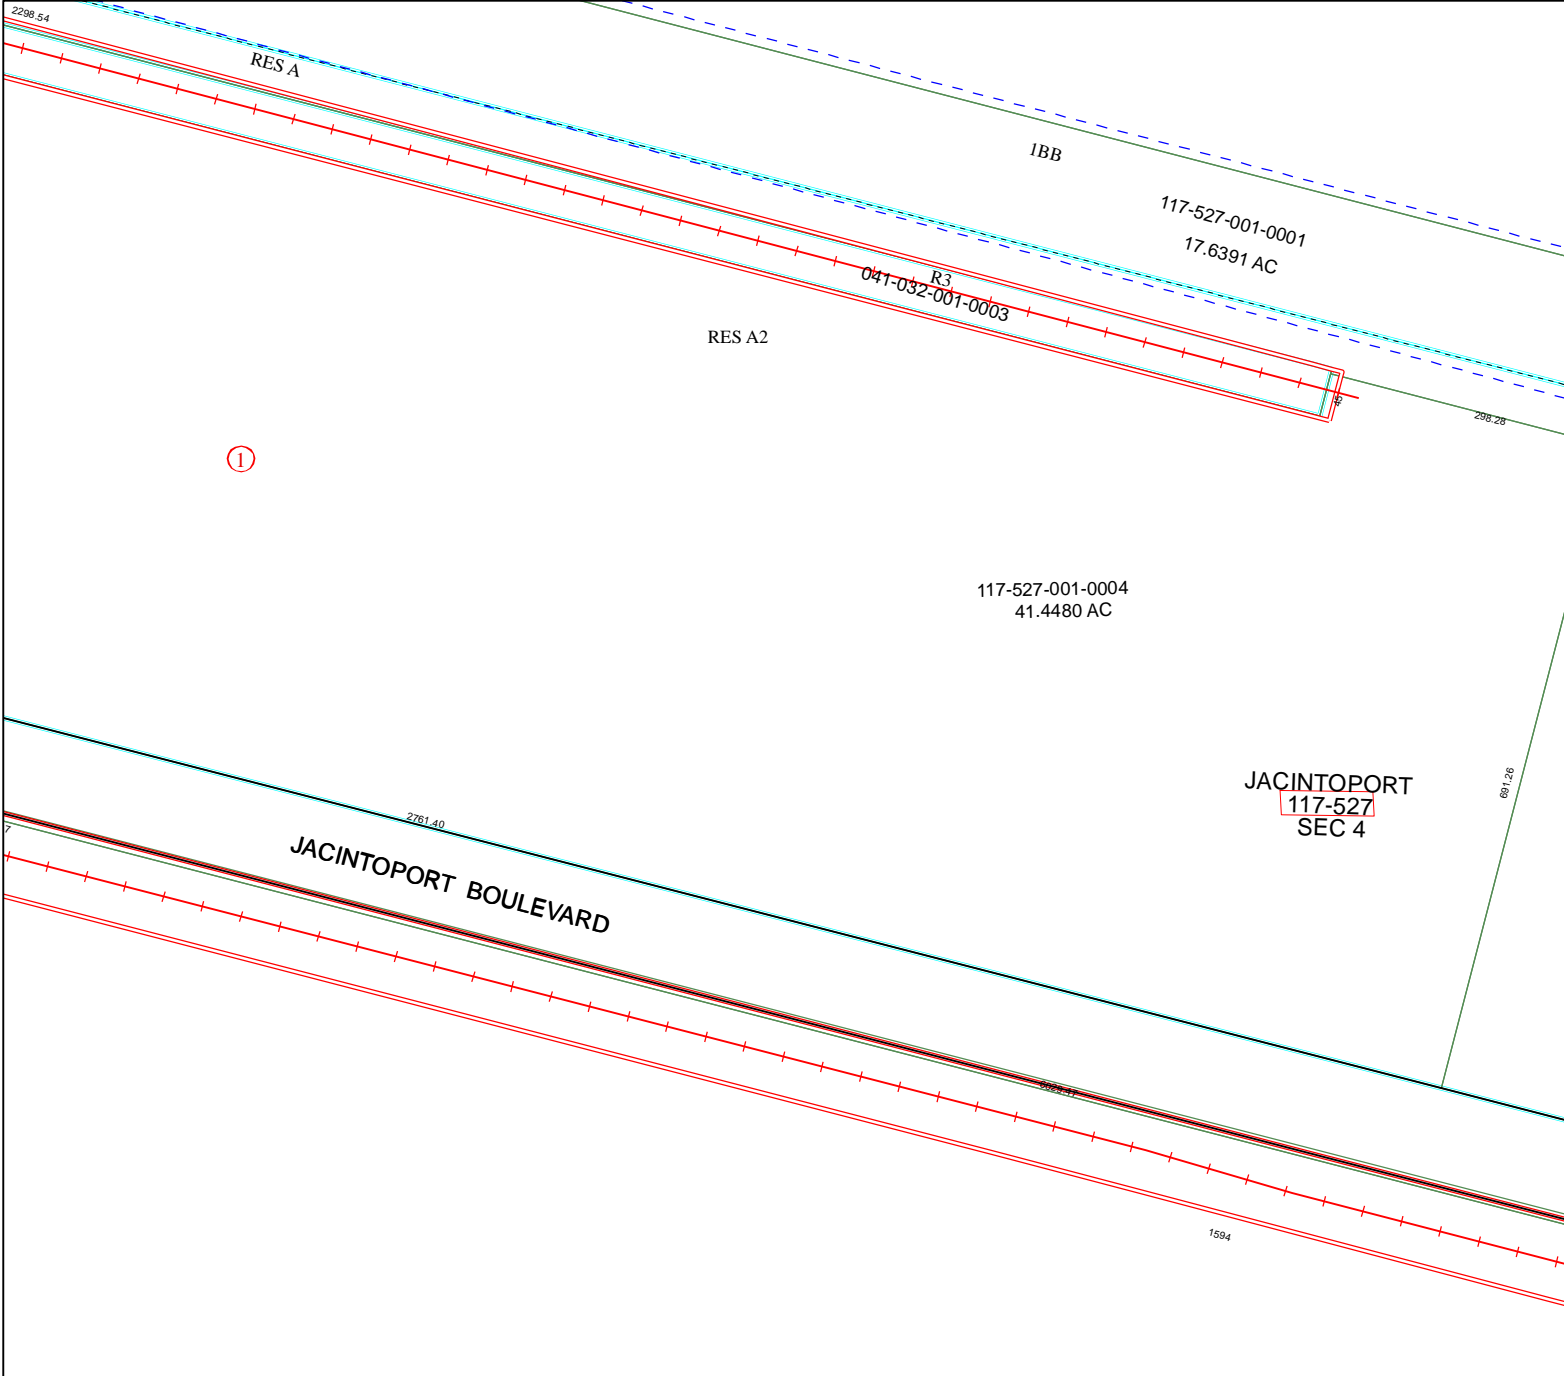 2298.54
RES A
1BB
117-527-001-0001
17.6391 AC
R3
041-032-001-0003
RES A2
45
298.28
1
117-527-001-0004
41.4480 AC
691.26
JACINTOPORT
117-527
SEC 4
2761.40
7
JACINTOPORT BOULEVARD
1594